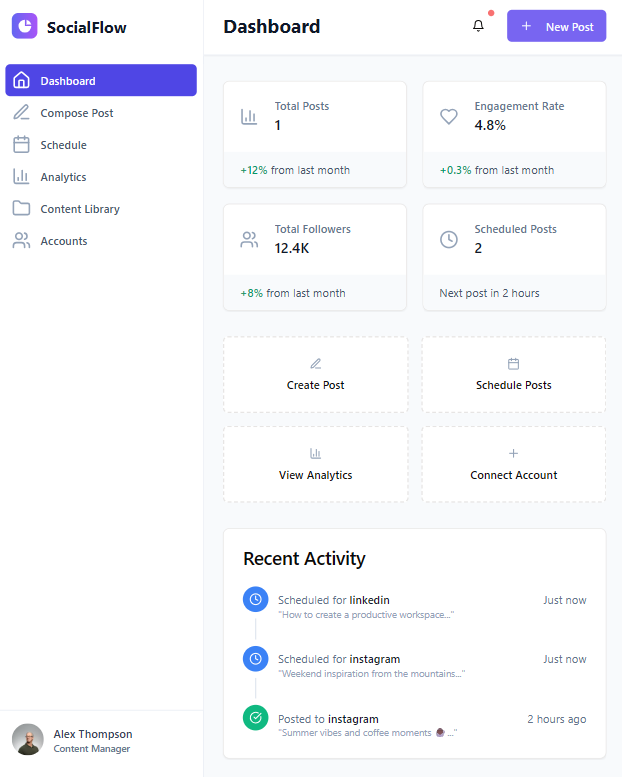 SocialFlow
Dashboard
Compose Post
Schedule
Analytics
Content Library
Accounts
Alex Thompson
Content Manager
Dashboard
New Post
Total Posts
1
+12% from last month
Engagement Rate
4.8%
+0.3% from last month
Total Followers
12.4K
+8% from last month
Scheduled Posts
2
Next post in 2 hours
Create Post
Schedule Posts
View Analytics
Connect Account
Recent Activity
Scheduled for linkedin Just now
"How to create a productive workspace..."
Scheduled for instagram Just now
"Weekend inspiration from the mountains..."
Posted to instagram 2 hours ago
"Summer vibes and coffee moments ..."